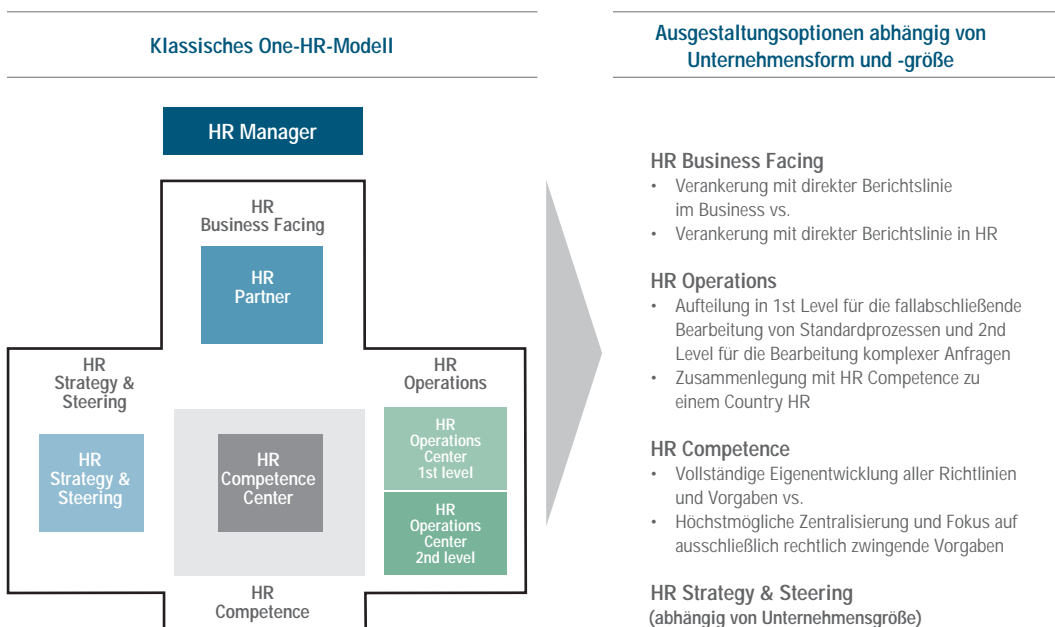 Klassisches One-HR-Modell
HR Manager
HR
Business Facing
HR
Partner
HR
Strategy &
Steering
HR
Strategy &
Steering
HR
Competence
Center
HR
Operations
HR
Operations
Center
1st level
HR
Operations
Center
2nd level
HR
Competence
Ausgestaltungsoptionen abhängig von
Unternehmensform und -größe
HR Business Facing
• Verankerung mit direkter Berichtslinie
im Business vs.
• Verankerung mit direkter Berichtslinie in HR
HR Operations
• Aufteilung in 1st Level für die fallabschließende
Bearbeitung von Standardprozessen und 2nd
Level für die Bearbeitung komplexer Anfragen
• Zusammenlegung mit HR Competence zu
einem Country HR
HR Competence
• Vollständige Eigenentwicklung aller Richtlinien
und Vorgaben vs.
• Höchstmögliche Zentralisierung und Fokus auf
ausschließlich rechtlich zwingende Vorgaben
HR Strategy & Steering
(abhängig von Unternehmensgröße)